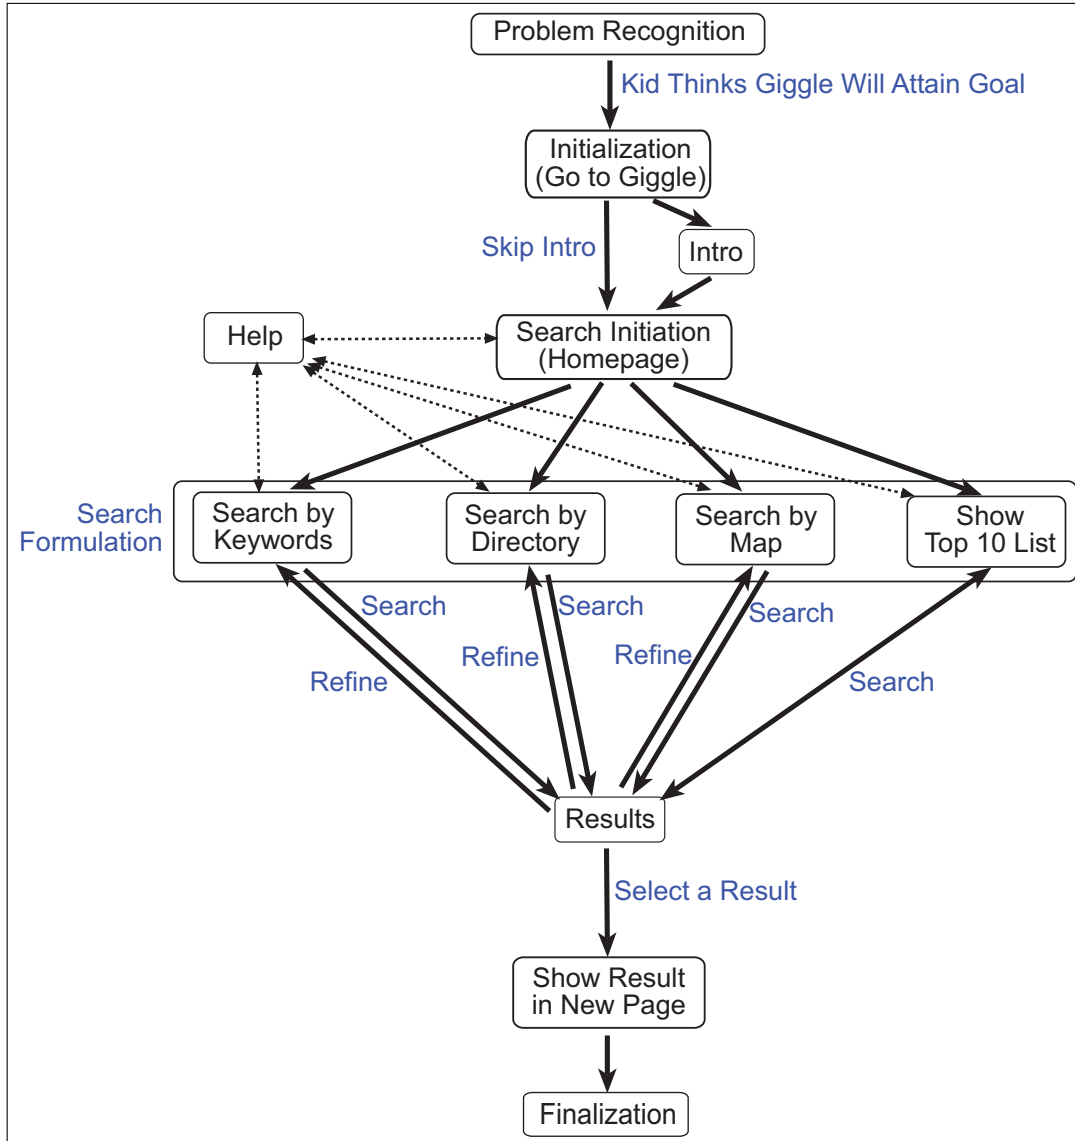 Problem Recognition
Kid Thinks Giggle Will Attain Goal
Initialization
(Go to Giggle)
Skip Intro
Intro
Help
Search Initiation
(Homepage)
Search
Formulation
Search by
Keywords
Search by
Directory
Search by
Map
Show
Top 10 List
Search
Refine
Search
Refine
Search
Refine
Search
Results
Select a Result
Show Result
in New Page
Finalization